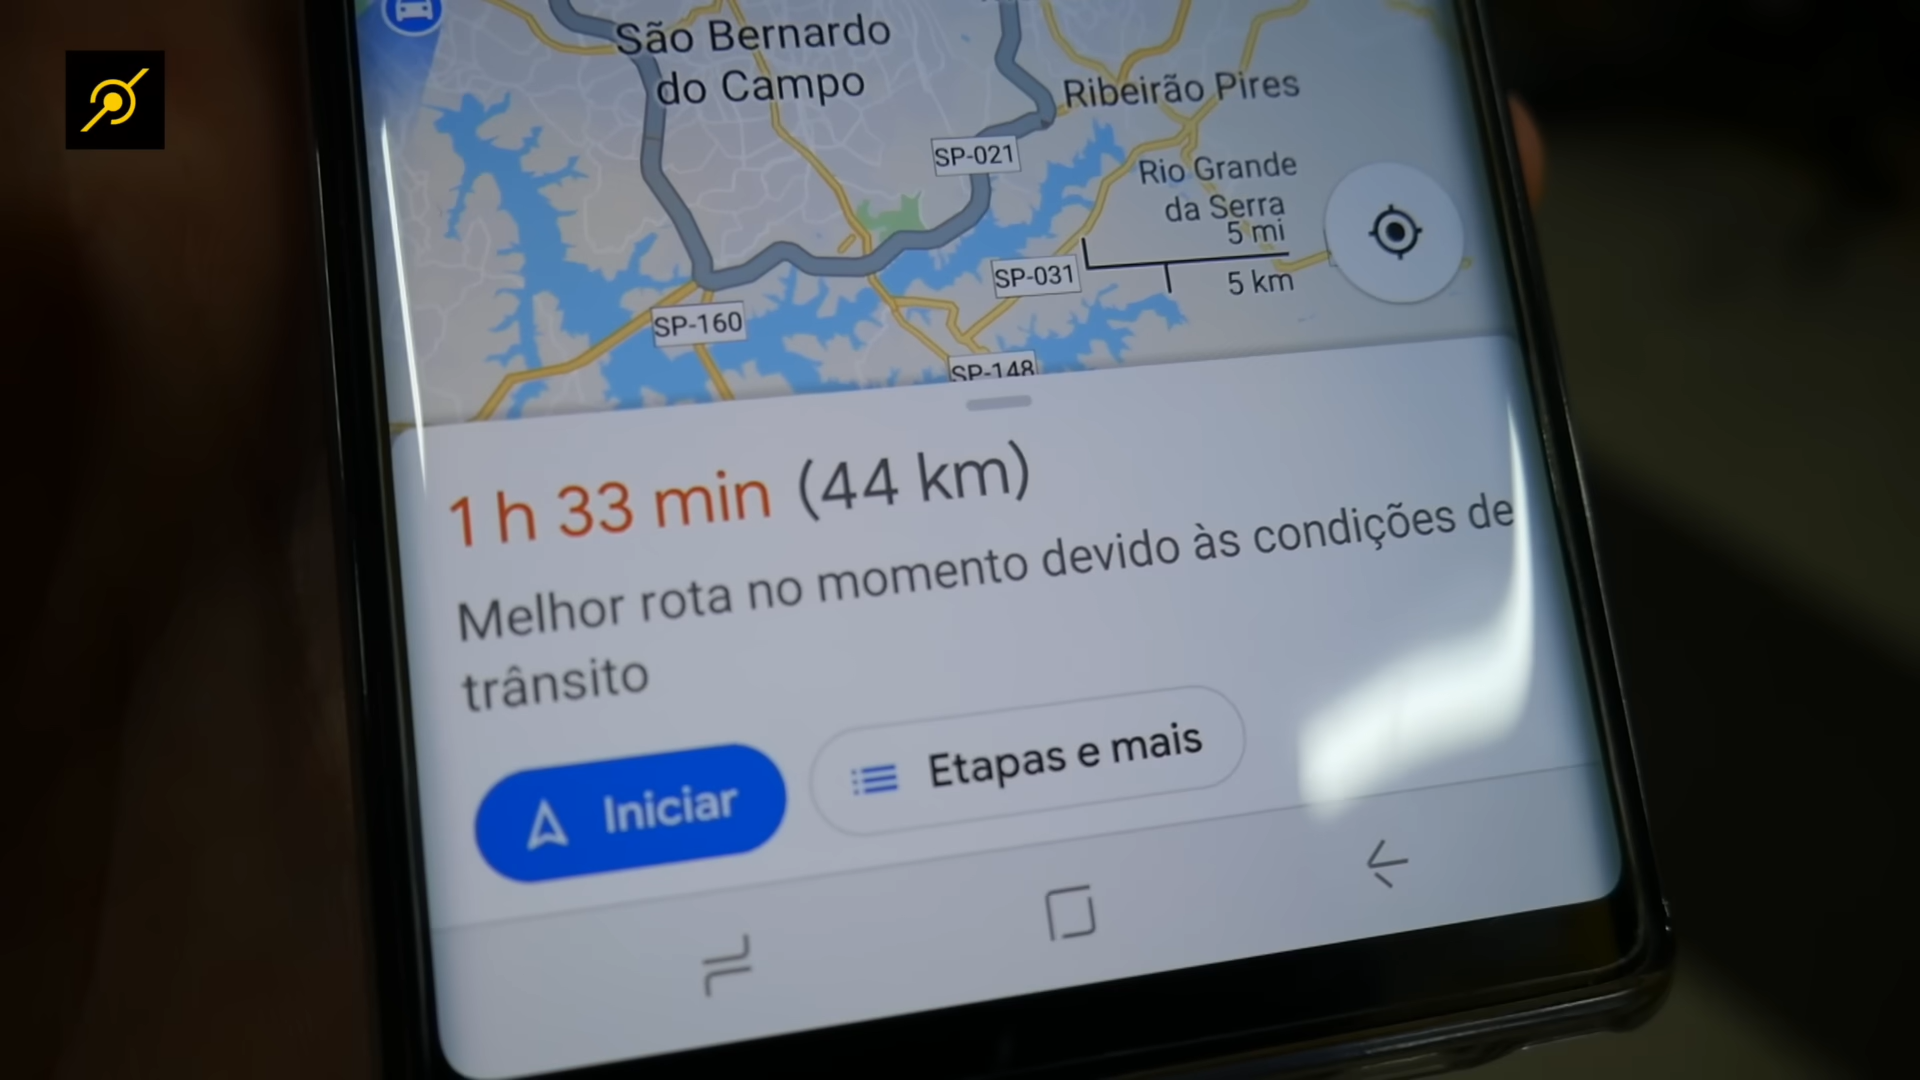 São Bernardo
do Campo
Ribeirão Pires
SP-021
Rio Grande
da Serra
5 mi
5 km
SP-031
SP-160
SP-148
1 h 33 min (44 km)
Melhor rota no momento devido às condições de
trânsito
Iniciar
Etapas e mais